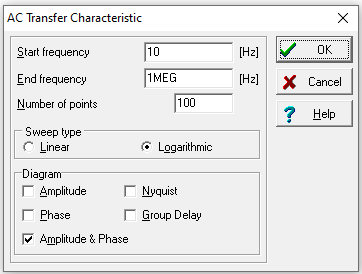 AC Transfer Characteristic
Start frequency 10 [Hz] OK
End frequency 1MEG [Hz] Cancel
Number of points 100 Help
Sweep type
Linear Logarithmic
Diagram
Amplitude Nyquist
Phase Group Delay
Amplitude & Phase